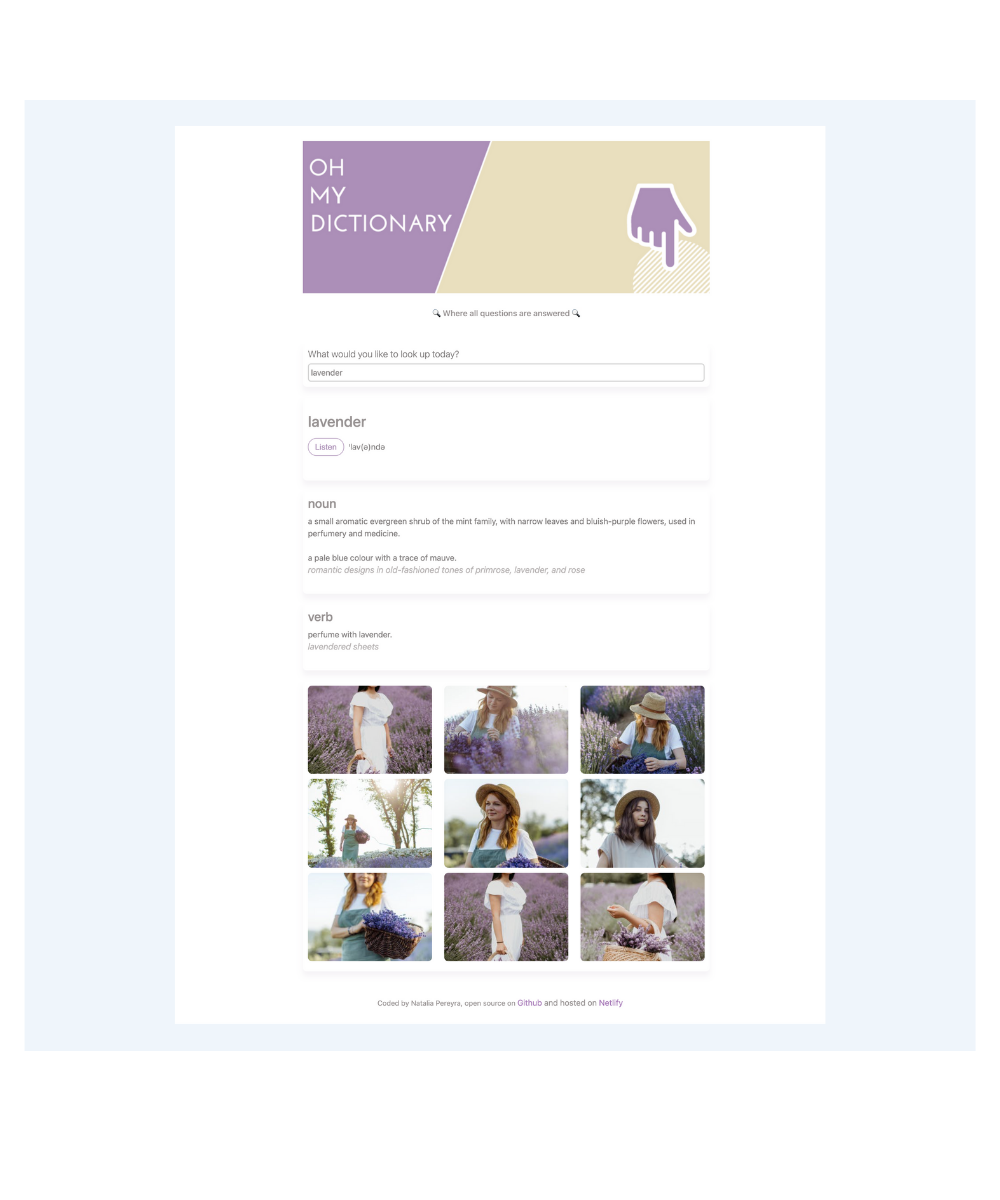 OH
MY
DICTIONARY
🔍 Where all questions are answered 🔍
What would you like to look up today?
lavender
lavender
Listen 'lav(ə)ndə
noun
a small aromatic evergreen shrub of the mint family, with narrow leaves and bluish-purple flowers, used in
perfumery and medicine.
a pale blue colour with a trace of mauve.
romantic designs in old-fashioned tones of primrose, lavender, and rose
verb
perfume with lavender.
lavendered sheets
Coded by Natalia Pereyra, open source on Github and hosted on Netlify